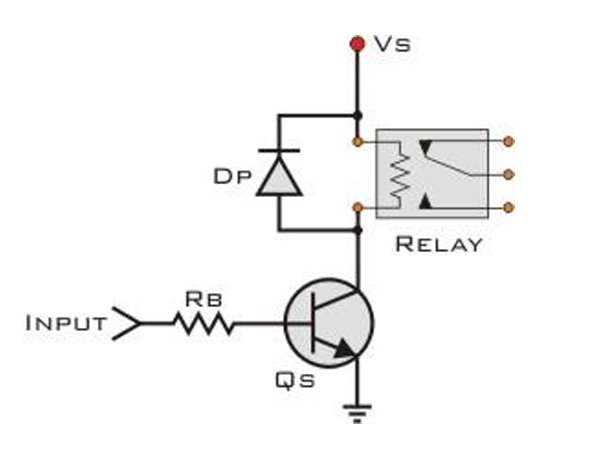 Vs
Dp
RELAY
RB
INPUT
Qs